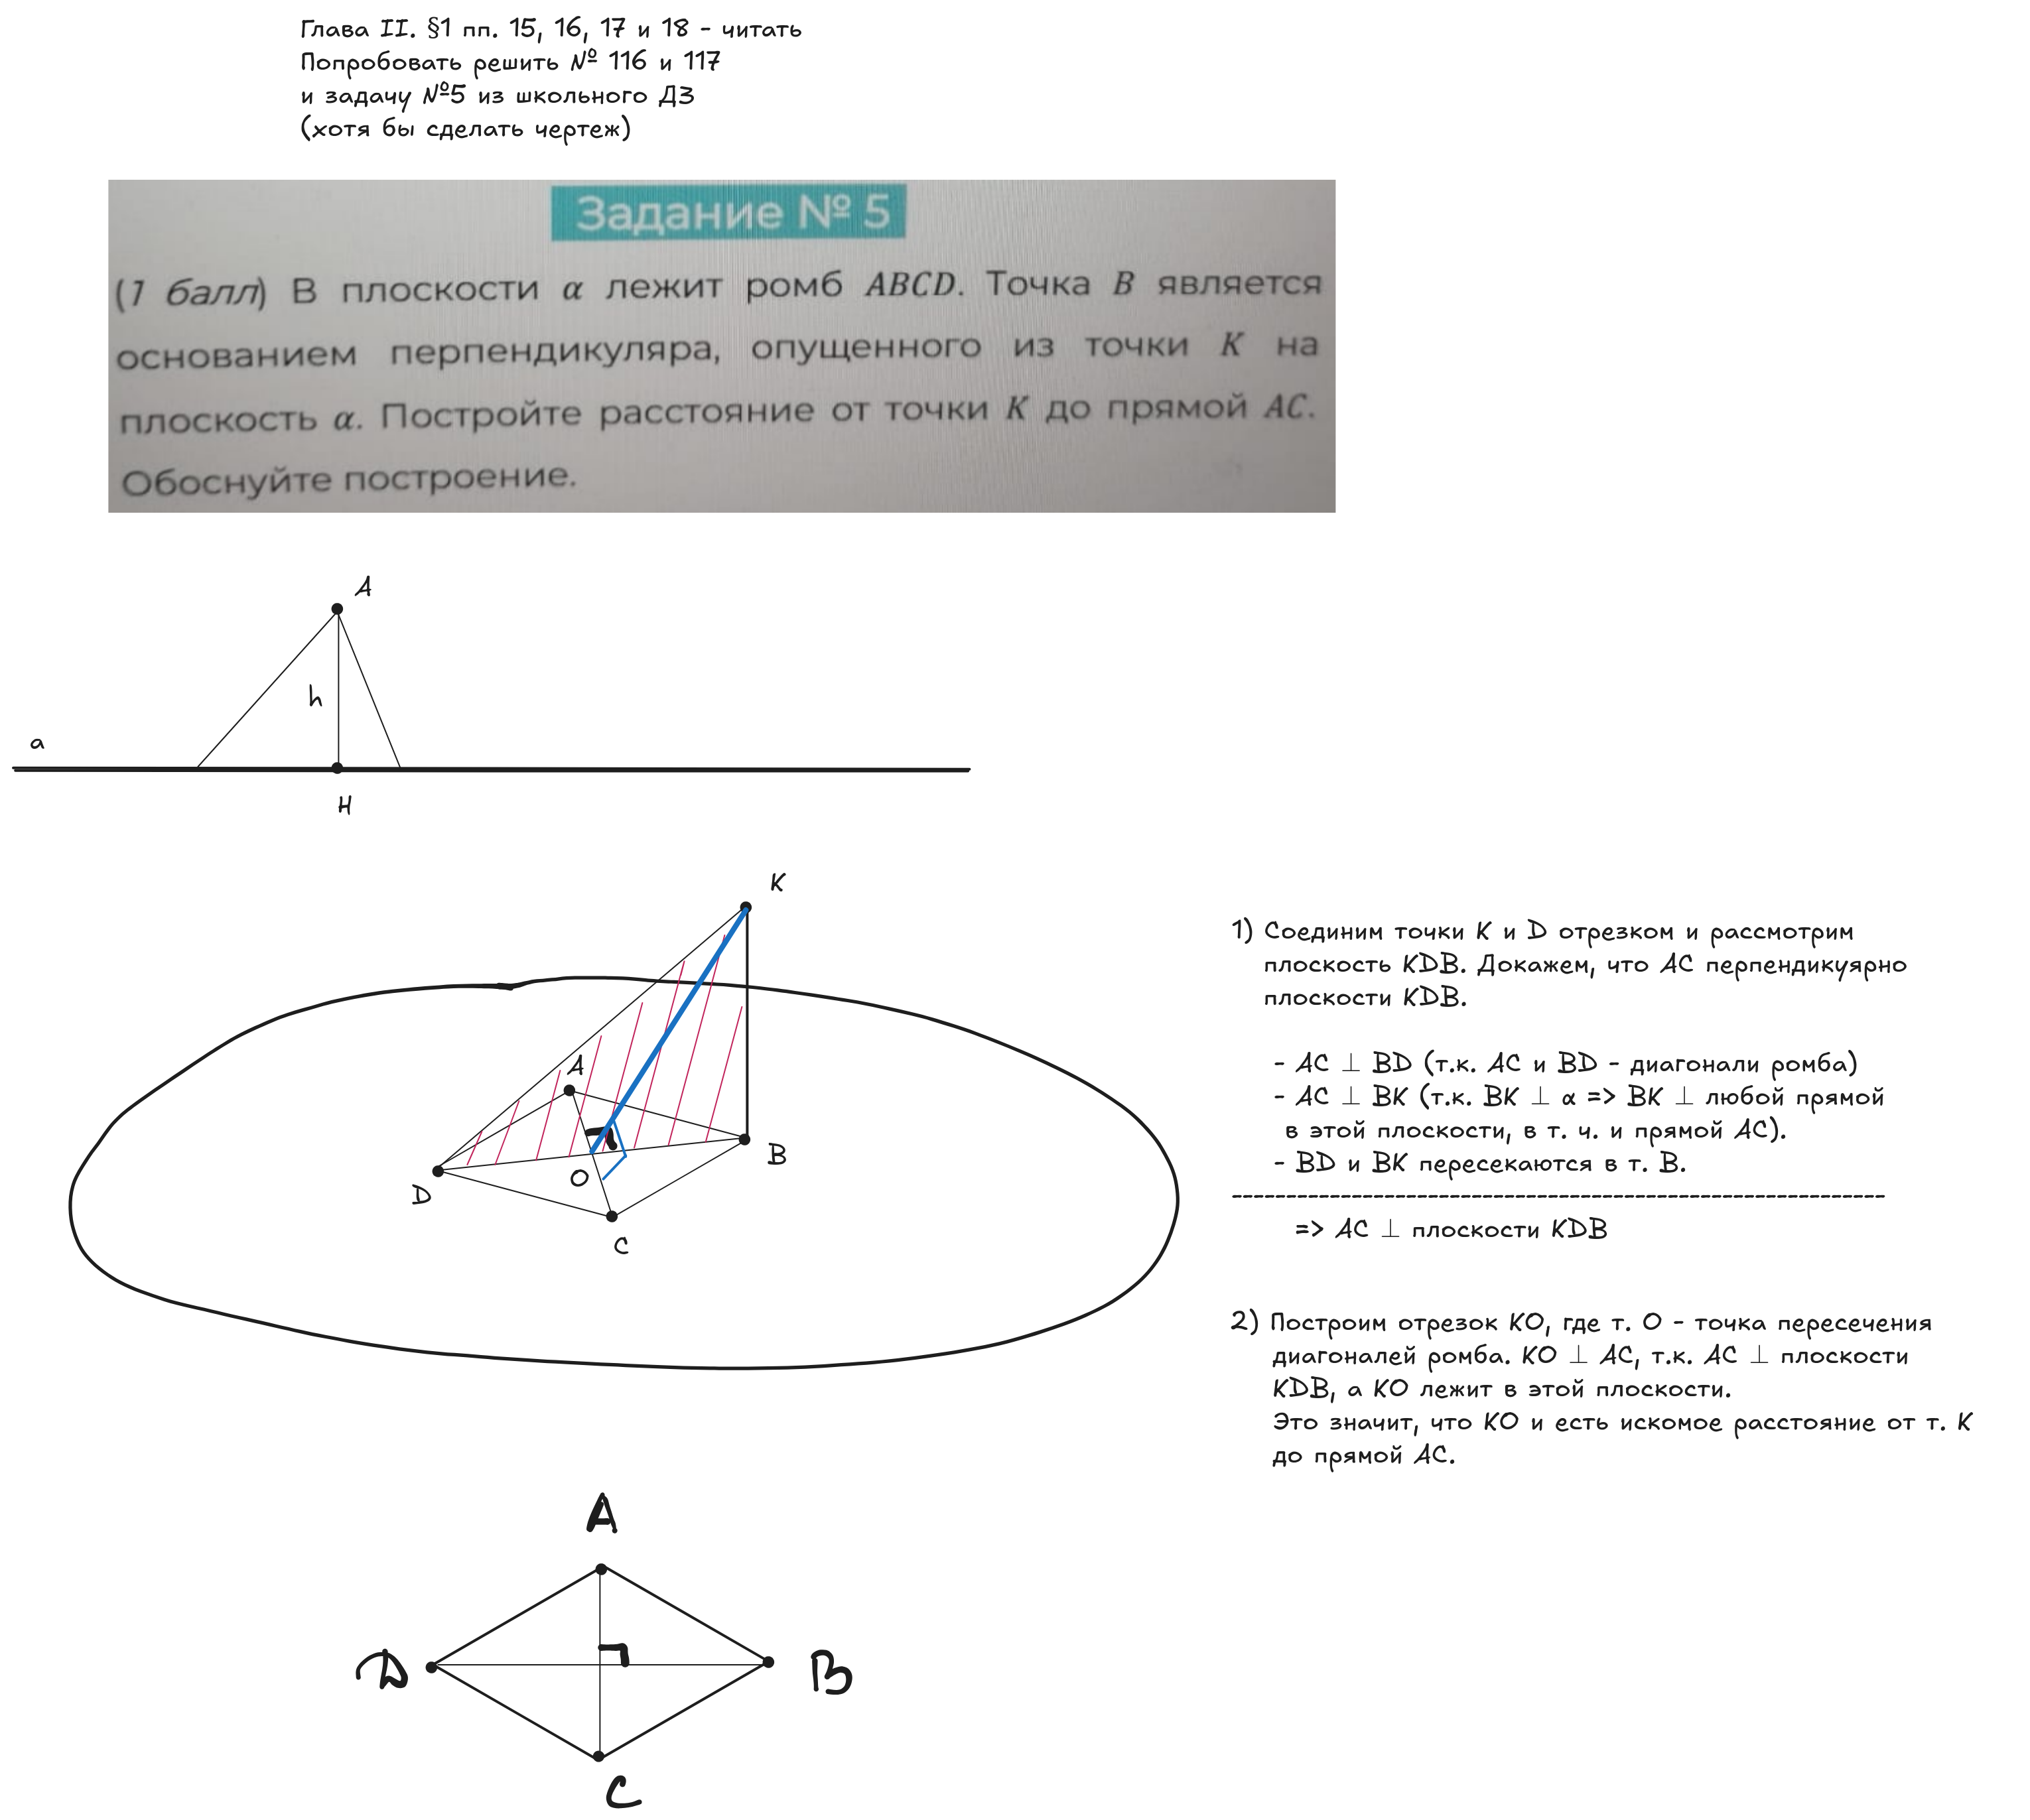 Глава II. §1 пп. 15, 16, 17 и 18 - читать
Попробовать решить № 116 и 117
и задачу №5 из школьного ДЗ
(хотя бы сделать чертеж)
Задание № 5
(1 балл) В плоскости α лежит ромб ABCD. Точка B является
основанием перпендикуляра, опущенного из точки K на
плоскость α. Постройте расстояние от точки K до прямой AC.
Обоснуйте построение.
A
h
a
H
K
A
B
O
D
C
1) Соединим точки K и D отрезком и рассмотрим
плоскость KDB. Докажем, что AC перпендикуярно
плоскости KDB.
- AC ⊥ BD (т.к. AC и BD - диагонали ромба)
- AC ⊥ BK (т.к. BK ⊥ α => BK ⊥ любой прямой
в этой плоскости, в т. ч. и прямой AC).
- BD и BK пересекаются в т. B.
------------------------------------------------------------
=> AC ⊥ плоскости KDB
2) Построим отрезок KO, где т. O - точка пересечения
диагоналей ромба. KO ⊥ AC, т.к. AC ⊥ плоскости
KDB, а KO лежит в этой плоскости.
Это значит, что KO и есть искомое расстояние от т. K
до прямой AC.
A
D
B
C